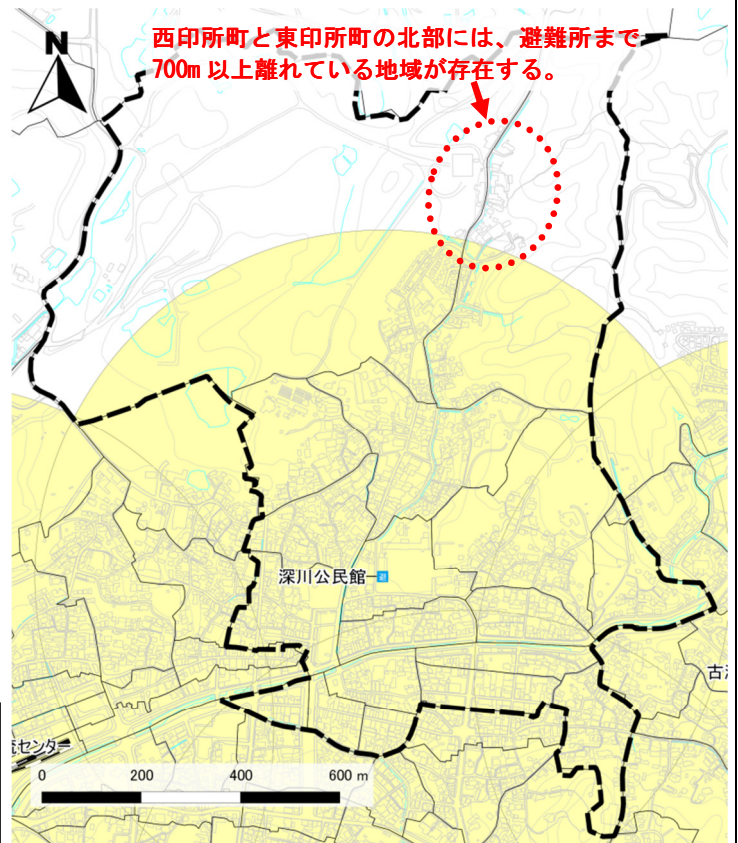 西印所町と東印所町の北部には、避難所まで
700m 以上離れている地域が存在する。
N
深川公民館
避
古
センター
0 200 400 600 m